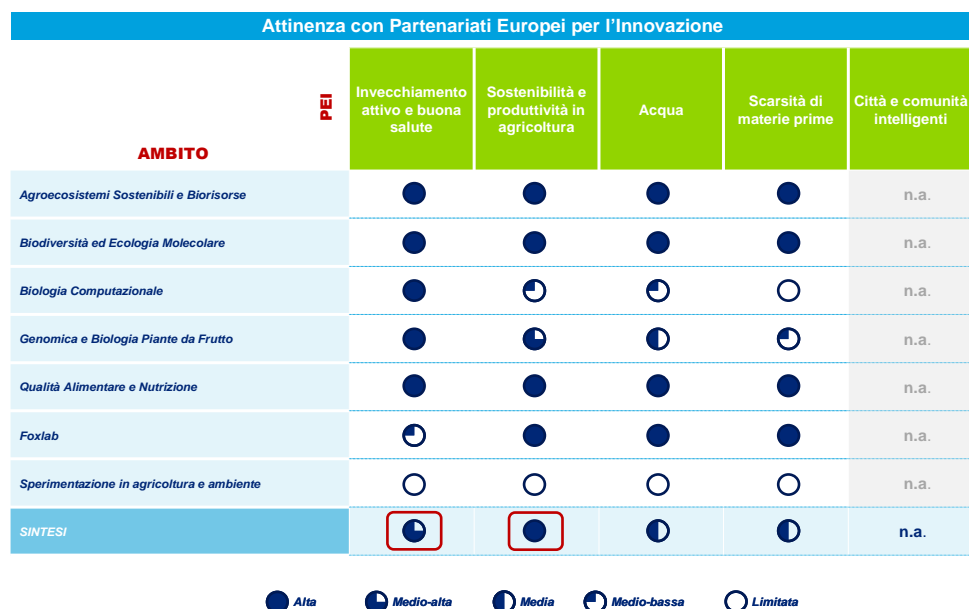 Attinenza con Partenariati Europei per l’Innovazione
PEI
AMBITO
Invecchiamento
attivo e buona
salute
Sostenibilità e
produttività in
agricoltura
Acqua
Scarsità di
materie prime
Città e comunità
intelligenti
Agroecosistemi Sostenibili e Biorisorse
n.a.
Biodiversità ed Ecologia Molecolare
n.a.
Biologia Computazionale
n.a.
Genomica e Biologia Piante da Frutto
n.a.
Qualità Alimentare e Nutrizione
n.a.
Foxlab
n.a.
Sperimentazione in agricoltura e ambiente
n.a.
SINTESI
n.a.
Alta
Medio-alta
Media
Medio-bassa
Limitata